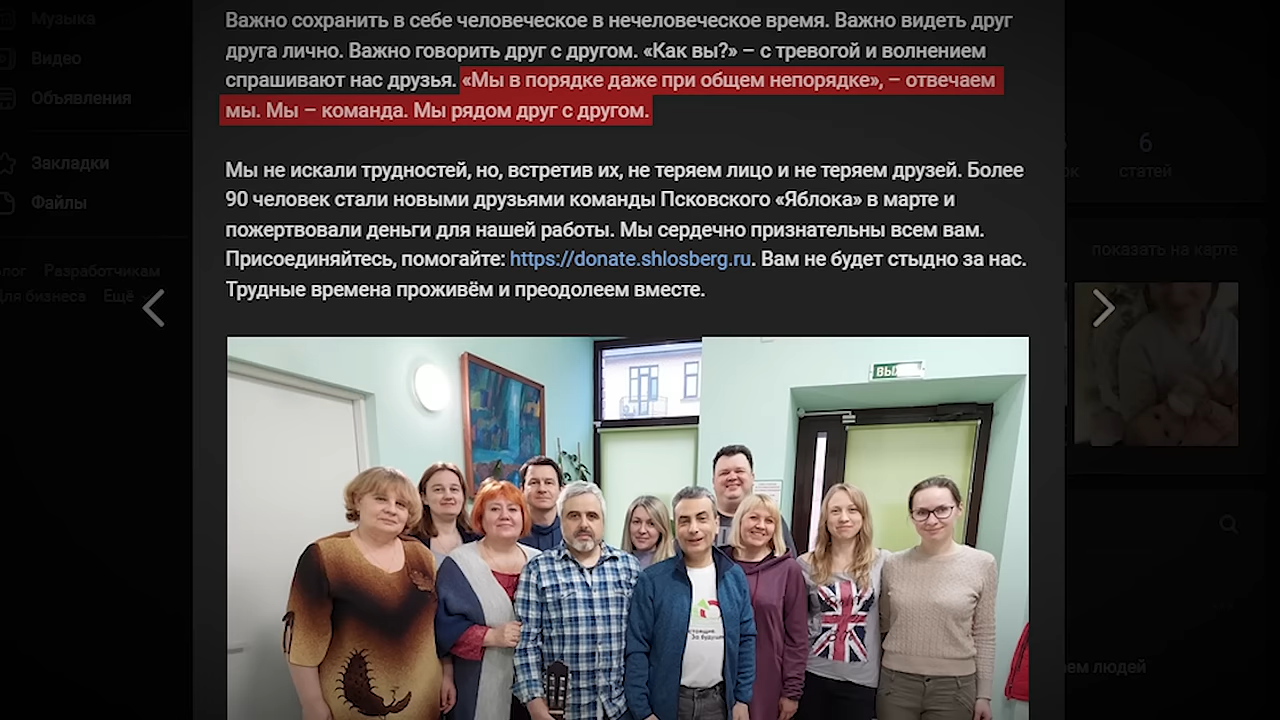 Музыка
Видео
Объявления
Закладки
Файлы
Разработчикам
Для бизнеса Ещё
Важно сохранить в себе человеческое в нечеловеческое время. Важно видеть друг
друга лично. Важно говорить друг с другом. «Как вы?» – с тревогой и волнением
спрашивают нас друзья. «Мы в порядке даже при общем непорядке», – отвечаем
мы. Мы – команда. Мы рядом друг с другом.
Мы не искали трудностей, но, встретив их, не теряем лицо и не теряем друзей. Более
90 человек стали новыми друзьями команды Псковского «Яблока» в марте и
пожертвовали деньги для нашей работы. Мы сердечно признательны всем вам.
Присоединяйтесь, помогайте: https://donate.shlosberg.ru. Вам не будет стыдно за нас.
Трудные времена проживём и преодолеем вместе.
6
статей
показать на карте
людей